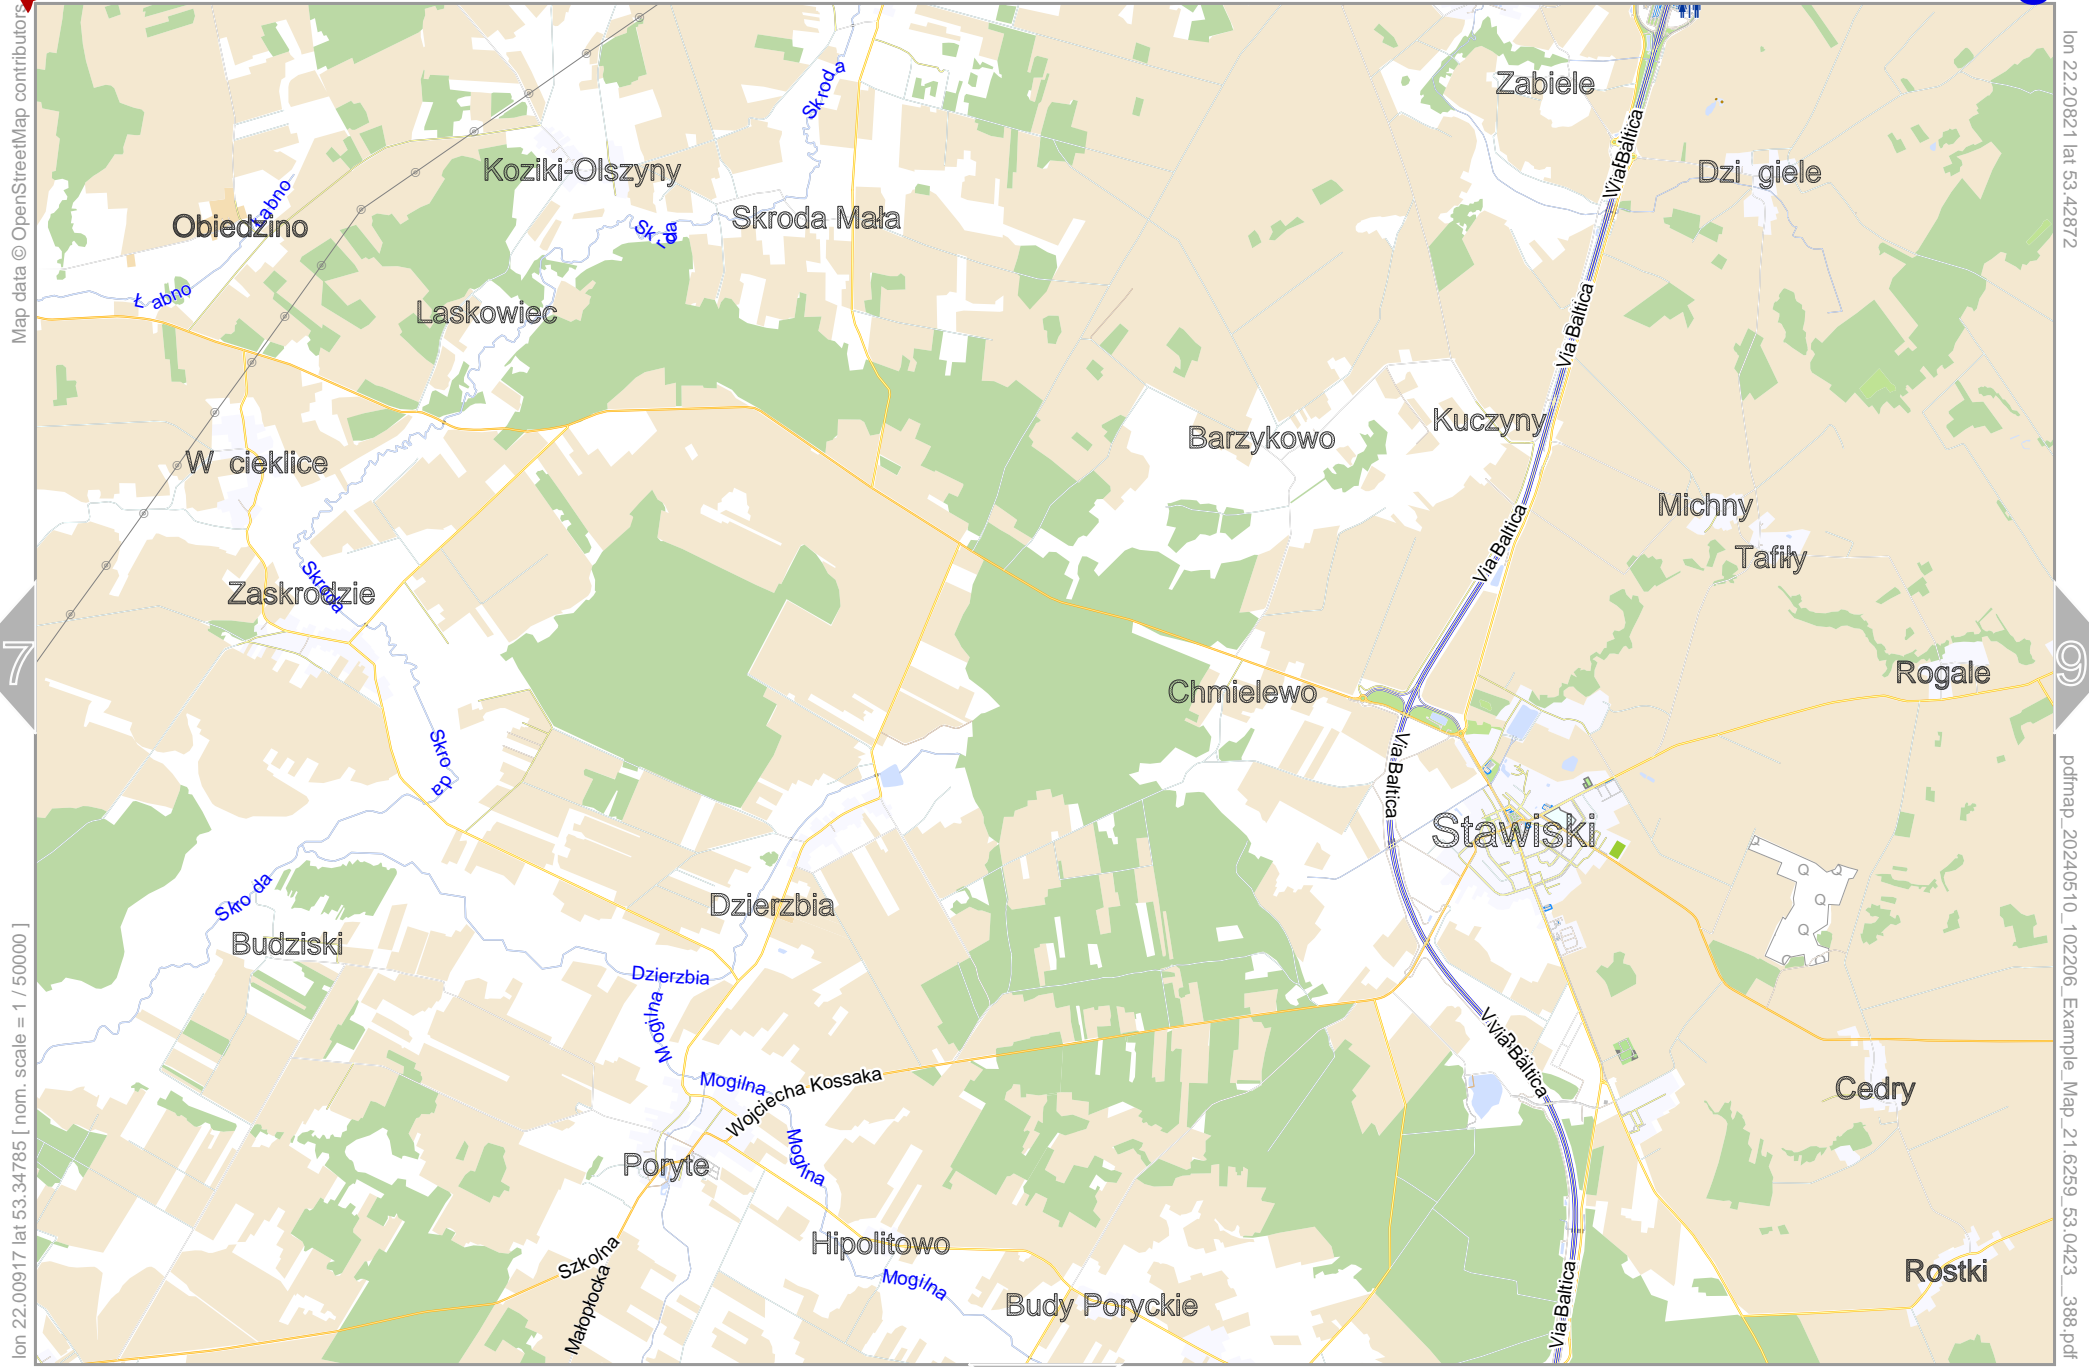 Map data © OpenStreetMap contributors
lon 22.20821 lat 53.42872
Skroda
Zabiele
Via Baltica
Koziki-Olszyny
Dzi giele
Łabno
Obiedzino
Skroda Mała
Skroda
Łabno
Laskowiec
Via Baltica
Kuczyny
Barzykowo
W cieklice
Michny
Via Baltica
Tafiły
Skroda
Zaskrodzie
7
9
Rogale
Chmielewo
Skroda
Via Baltica
Stawiski
Skroda
Dzierzbia
Budziski
Dzierzbia
Mogilna
Via Baltica
Mogilna
Wojciecha Kossaka
Cedry
Mogilna
Poryte
Hipolitowo
Szkolna
Małopłocka
Mogilna
Rostki
Budy Poryckie
Via Baltica
lon 22.00917 lat 53.34785 [ nom. scale = 1 / 50000 ]
pdfmap_20240510_102206_Example_Map_21.6259_53.0423__388.pdf